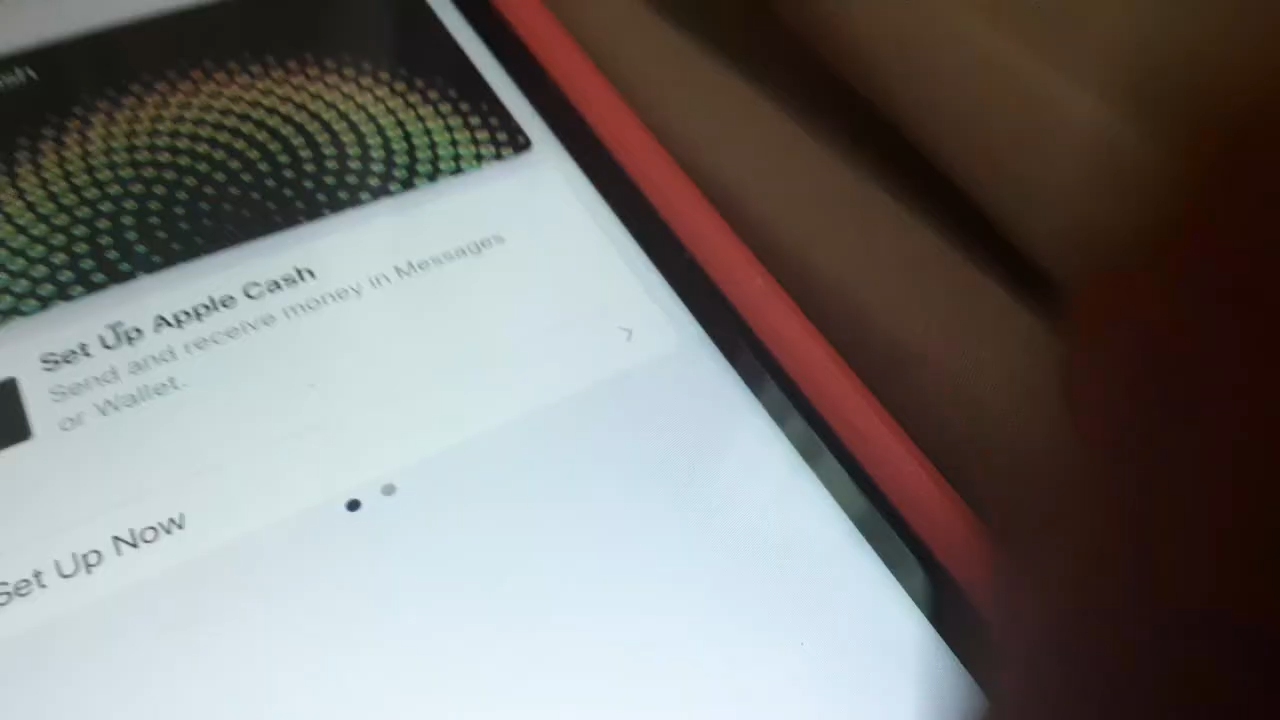 Set Up Apple Cash
Send and receive money in Messages
or Wallet.
Set Up Now